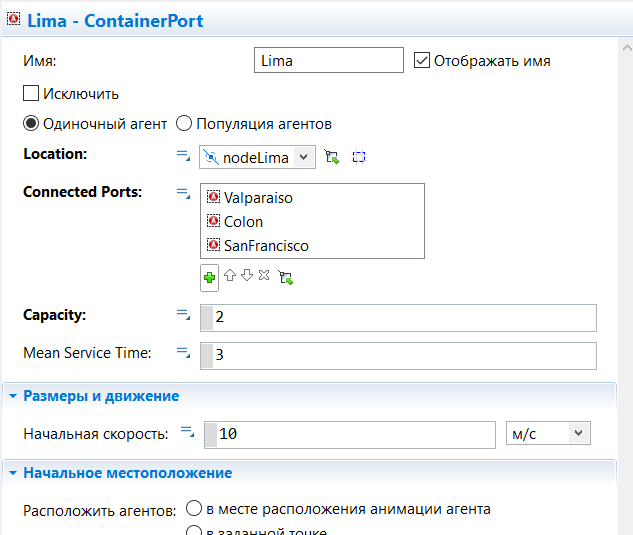 Lima - ContainerPort
Имя: Lima Отображать имя
Исключить
Одиночный агент Популяция агентов
Location: nodeLima
Connected Ports: Valparaiso
Colon
SanFrancisco
Capacity: 2
Mean Service Time: 3
Размеры и движение
Начальная скорость: 10 м/с
Начальное местоположение
Расположить агентов: в месте расположения анимации агента
в заданной точке